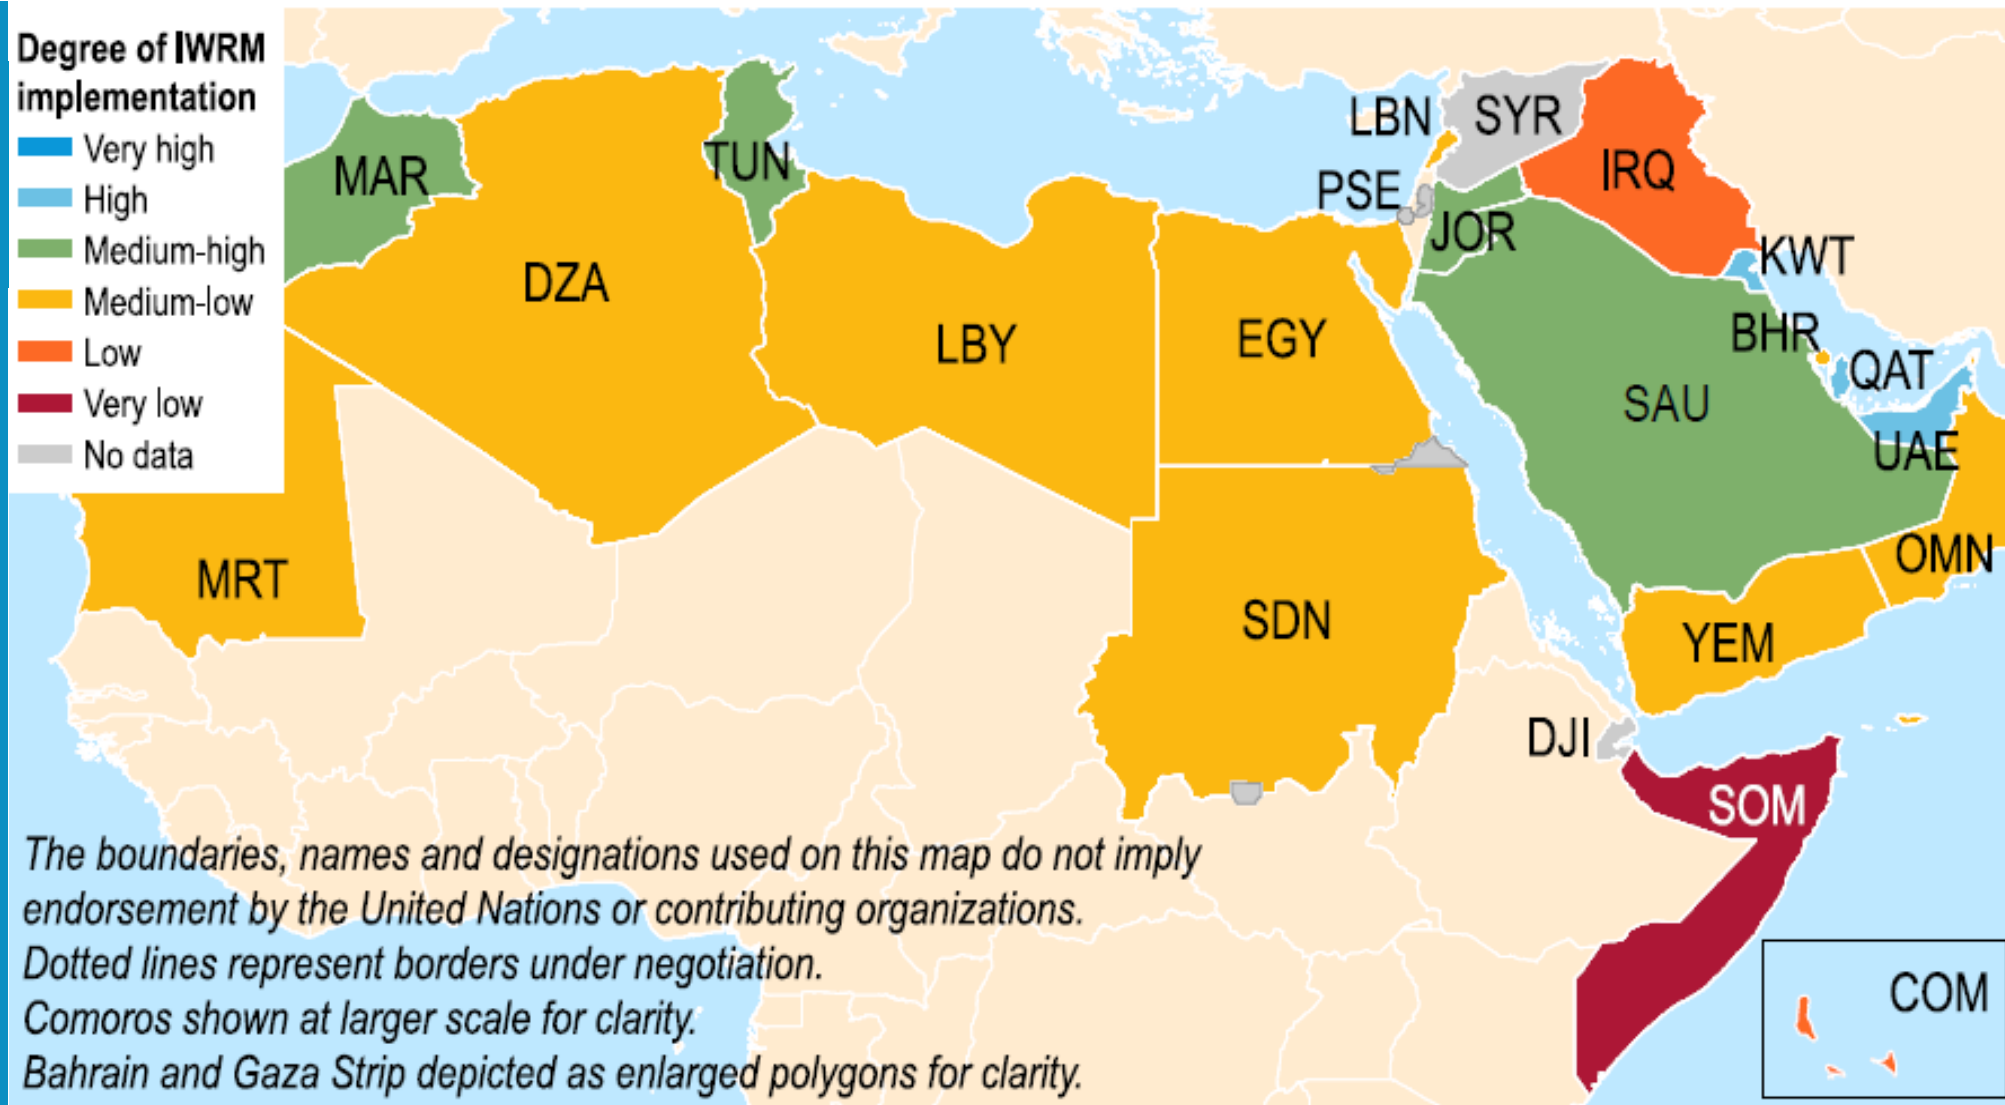 Degree of IWRM
implementation
Very high
High
Medium-high
Medium-low
Low
Very low
No data
MAR
DZA
TUN
LBY
EGY
LBN
SYR
PSE
JOR
IRQ
KWT
BHR
QAT
SAU
UAE
OMN
MRT
SDN
YEM
DJI
SOM
COM
The boundaries, names and designations used on this map do not imply
endorsement by the United Nations or contributing organizations.
Dotted lines represent borders under negotiation.
Comoros shown at larger scale for clarity.
Bahrain and Gaza Strip depicted as enlarged polygons for clarity.